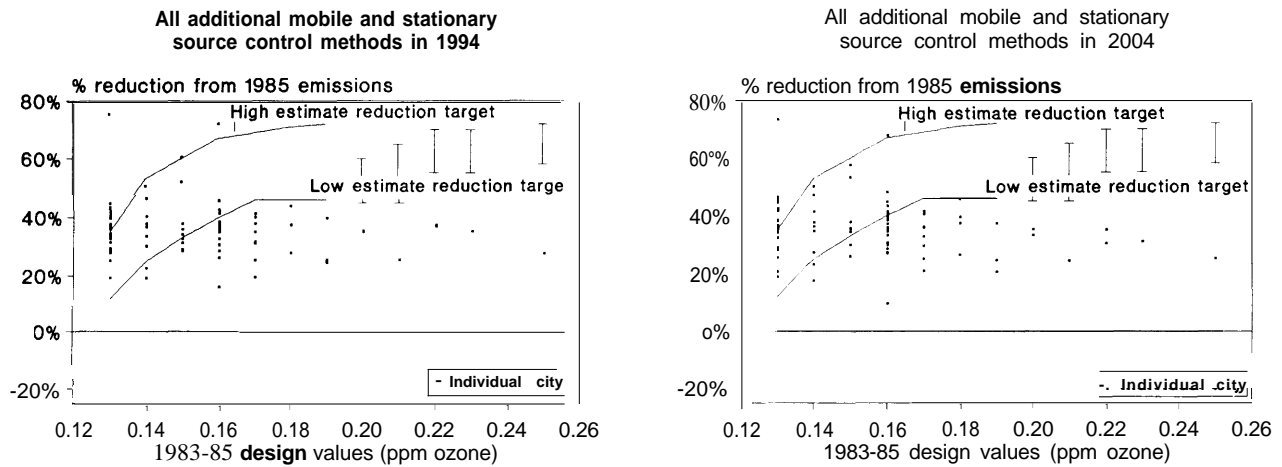 All additional mobile and stationary
source control methods in 1994
% reduction from 1985 emissions
80%
High estimate reduction target
60%
Low estimate reduction targe
40%
20%
0%
-20%
- Individual city
0.12 0.14 0.16 0.18 0.20 0.22 0.24 0.26
1983-85 design values (ppm ozone)
All additional mobile and stationary
source control methods in 2004
% reduction from 1985 emissions
80%
High estimate reduction target
60%
Low estimate reduction target
40%
20%
o%
-20%
-. Individual city
0.12 0.14 0.16 0.18 0.20 0.22 0.24 0.26
1983-85 design values (ppm ozone)